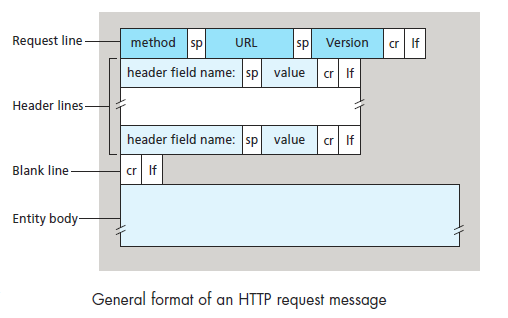 Request line
method sp URL sp Version cr lf
header field name: sp value cr lf
Header lines
header field name: sp value cr lf
Blank line
cr lf
Entity body
General format of an HTTP request message